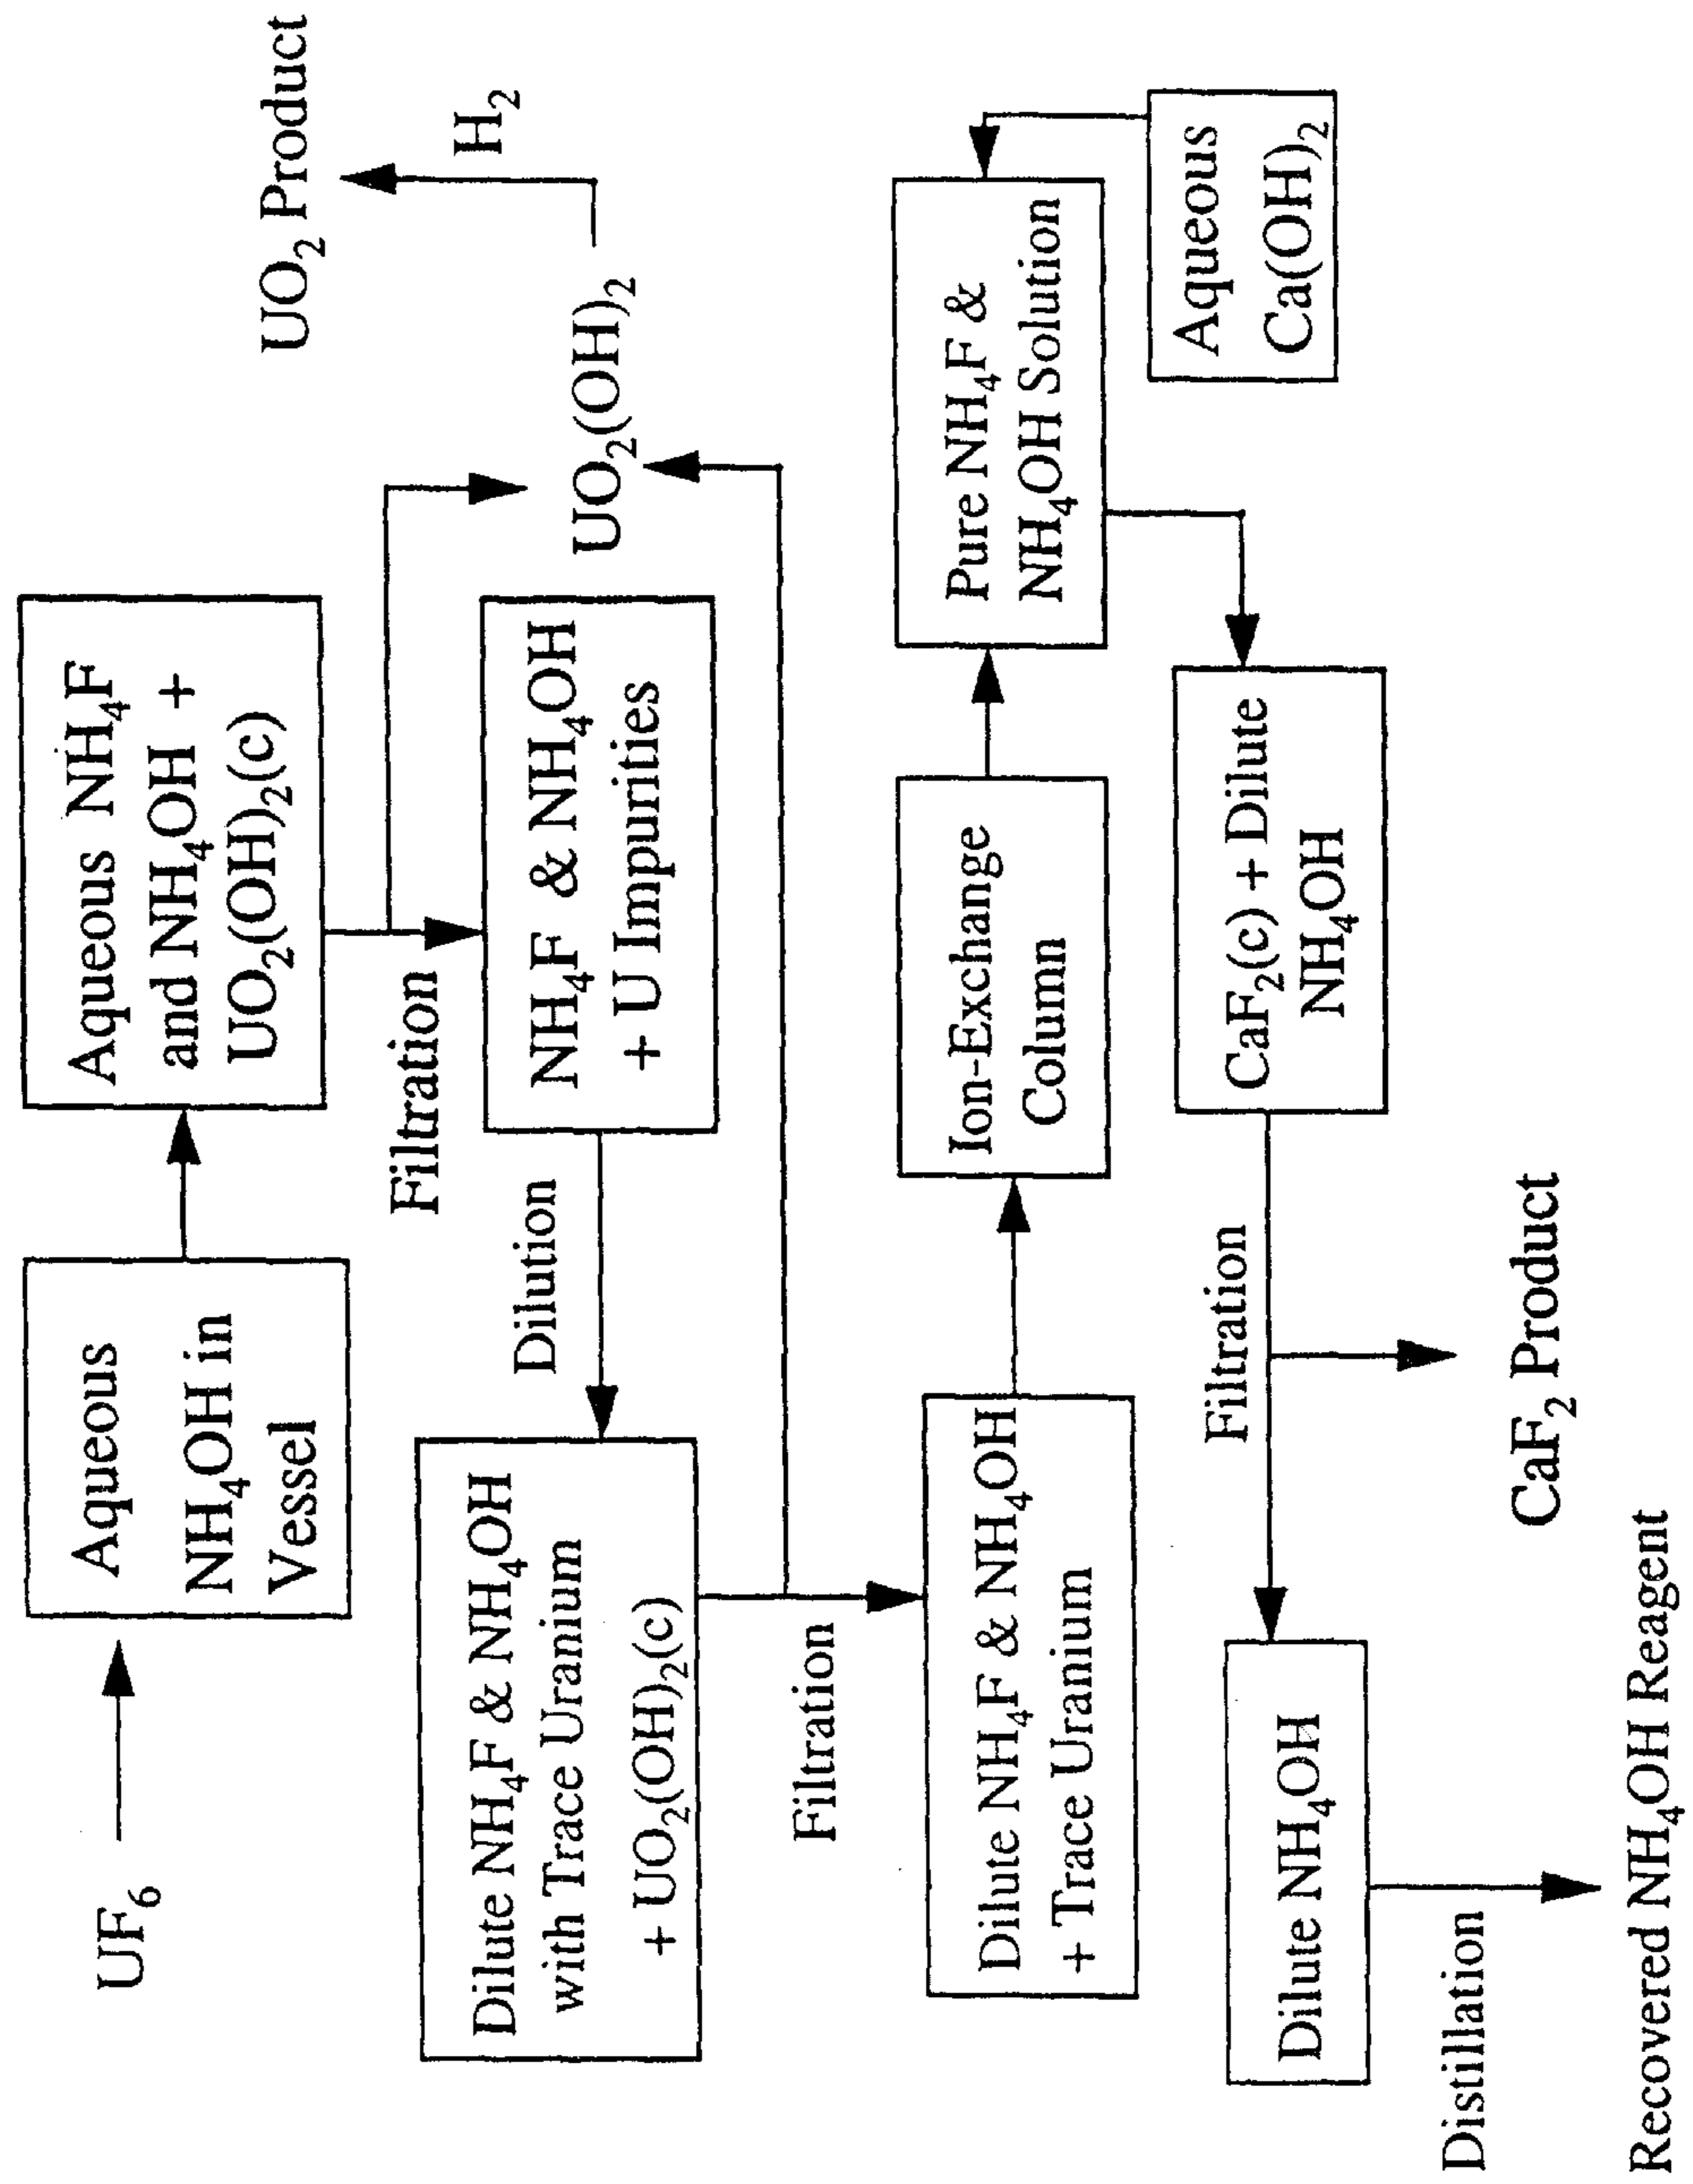 UF₆
Aqueous
NH₄OH in
Vessel
Aqueous NH₄F
and NH₄OH +
UO₂(OH)₂(c)
Filtration
UO₂ Product
H₂
UO₂(OH)₂
NH₄F & NH₄OH
+ U Impurities
Dilution
Dilute NH₄F & NH₄OH
with Trace Uranium
+ UO₂(OH)₂(c)
Filtration
Dilute NH₄F & NH₄OH
+ Trace Uranium
Ion-Exchange
Column
Pure NH₄F &
NH₄OH Solution
Aqueous
Ca(OH)₂
CaF₂(c) + Dilute
NH₄OH
Filtration
CaF₂ Product
Dilute NH₄OH
Distillation
Recovered NH₄OH Reagent